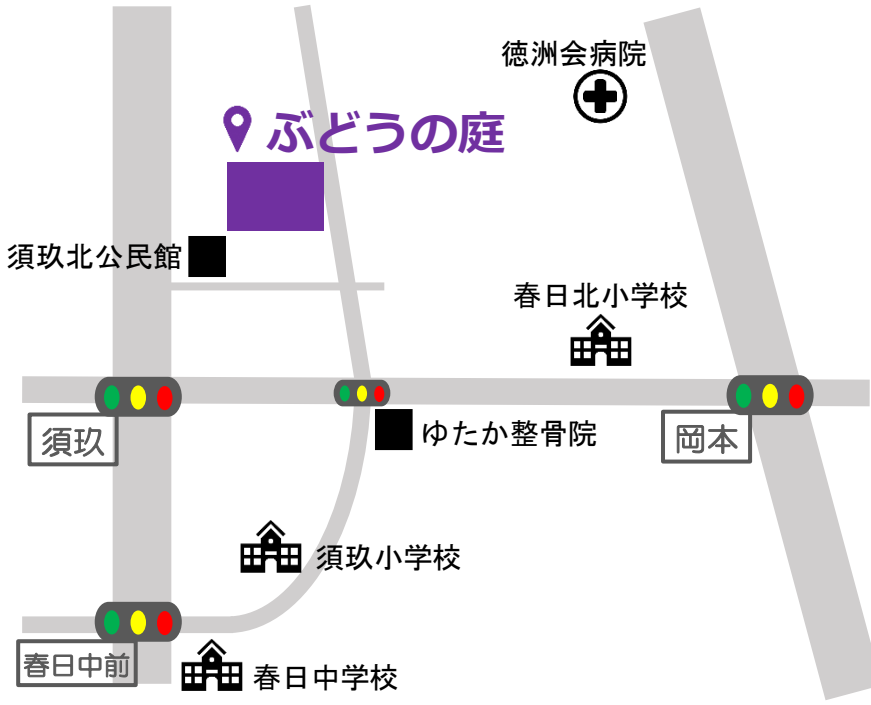 徳洲会病院
ぶどうの庭
須玖北公民館
春日北小学校
須玖
ゆたか整骨院
岡本
須玖小学校
春日中前
春日中学校